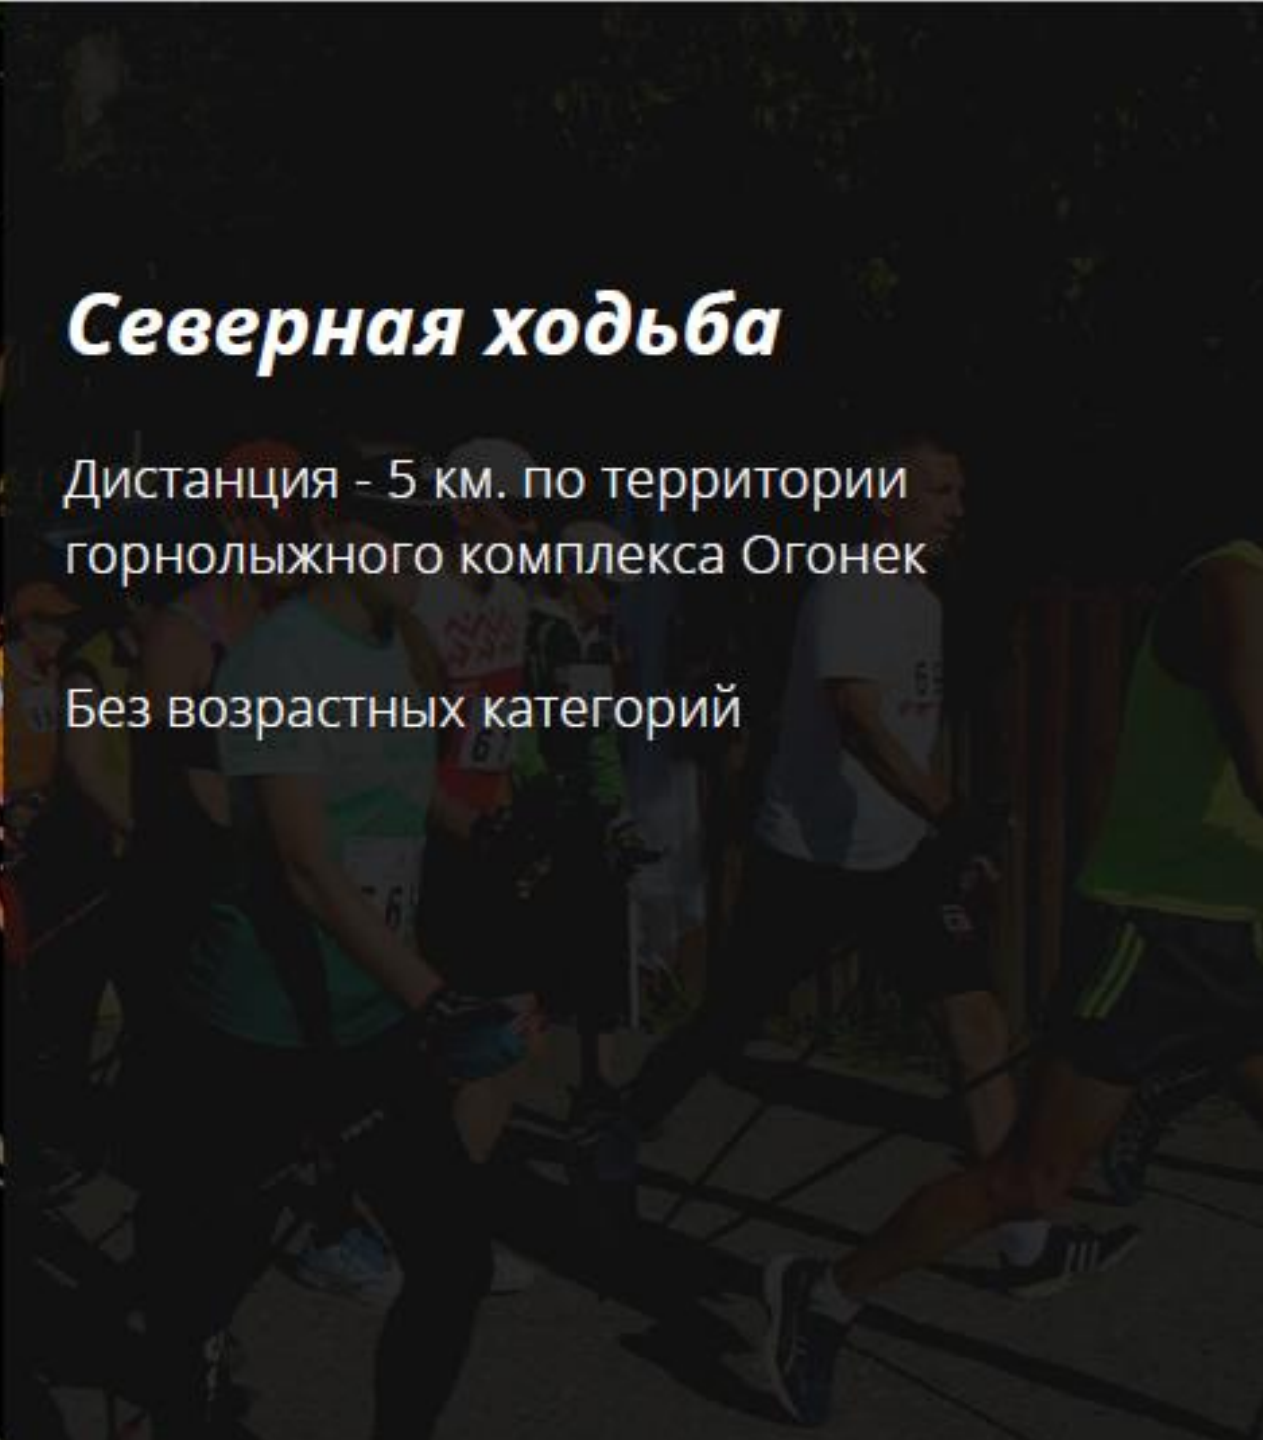 Северная ходьба
Дистанция - 5 км. по территории
горнолыжного комплекса Огонек
Без возрастных категорий